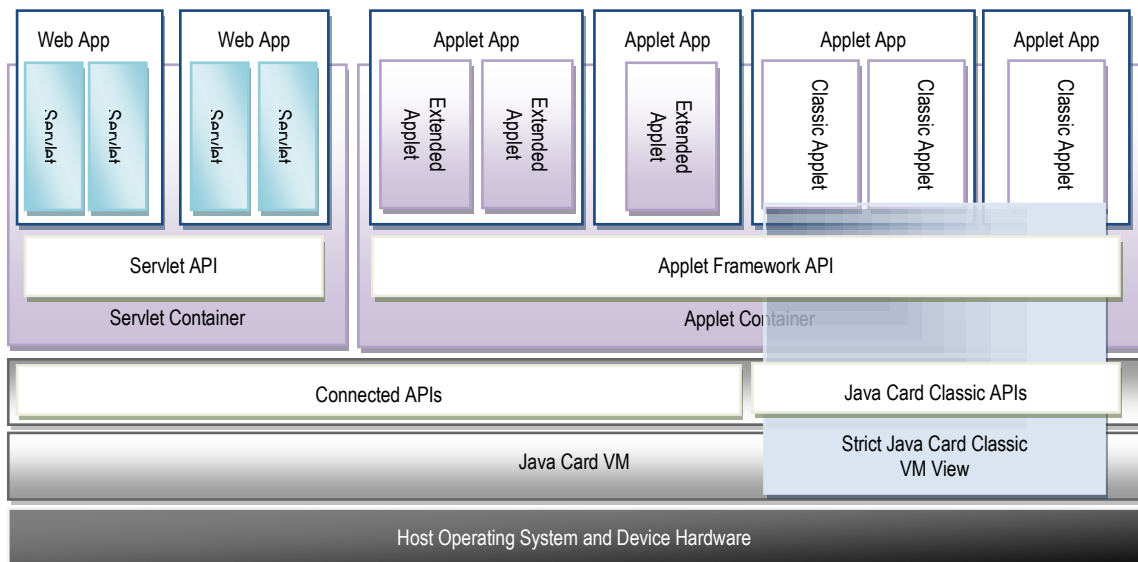 Web App
Web App
Applet App
Applet App
Applet App
Applet App
Servlet
Servlet
Servlet
Servlet
Extended
Applet
Extended
Applet
Extended
Applet
Classic Applet
Classic Applet
Classic Applet
Servlet API
Applet Framework API
Servlet Container
Applet Container
Connected APIs
Java Card Classic APIs
Java Card VM
Strict Java Card Classic
VM View
Host Operating System and Device Hardware